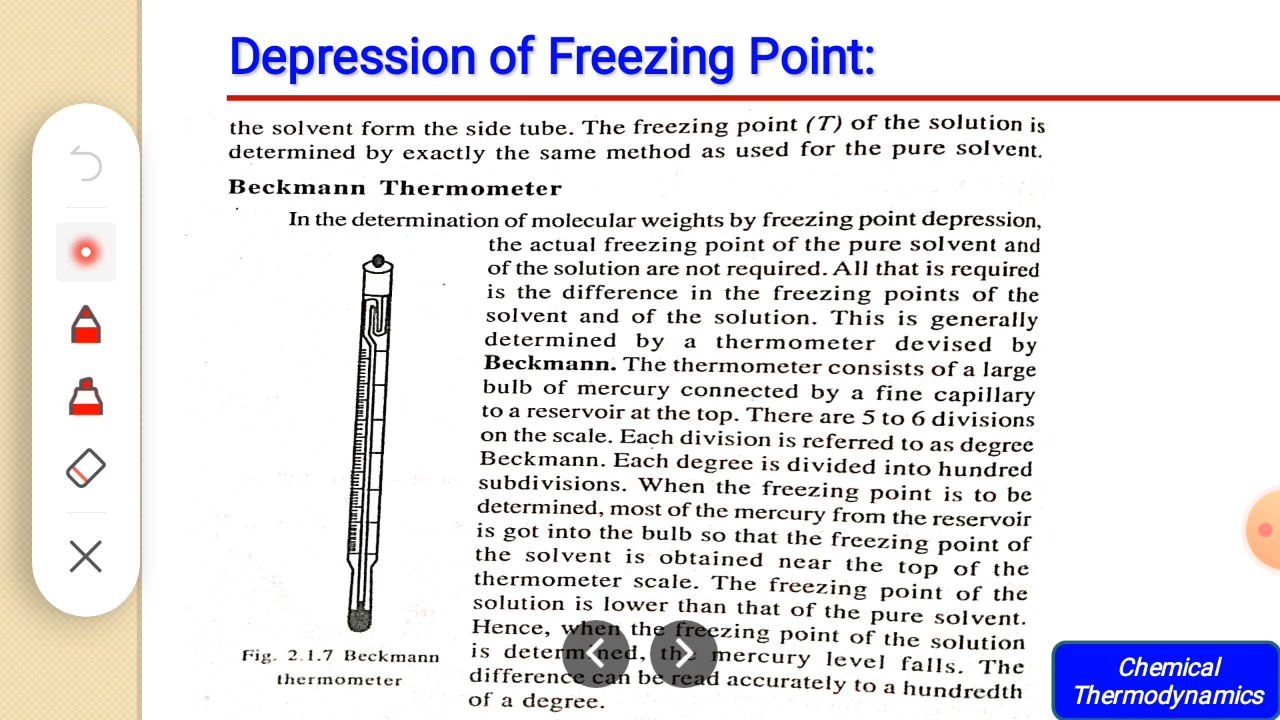 Depression of Freezing Point:
the solvent form the side tube. The freezing point (T) of the solution is
determined by exactly the same method as used for the pure solvent.
Beckmann Thermometer
In the determination of molecular weights by freezing point depression,
the actual freezing point of the pure solvent and
of the solution are not required. All that is required
is the difference in the freezing points of the
solvent and of the solution. This is generally
determined by a thermometer devised by
Beckmann. The thermometer consists of a large
bulb of mercury connected by a fine capillary
to a reservoir at the top. There are 5 to 6 divisions
on the scale. Each division is referred to as degree
Beckmann. Each degree is divided into hundred
subdivisions. When the freezing point is to be
determined, most of the mercury from the reservoir
is got into the bulb so that the freezing point of
the solvent is obtained near the top of the
thermometer scale. The freezing point of the
solution is lower than that of the pure solvent.
Hence, when the freezing point of the solution
is determined, the mercury level falls. The
difference can be read accurately to a hundredth
of a degree.
Fig. 2.1.7 Beckmann
thermometer
Chemical
Thermodynamics